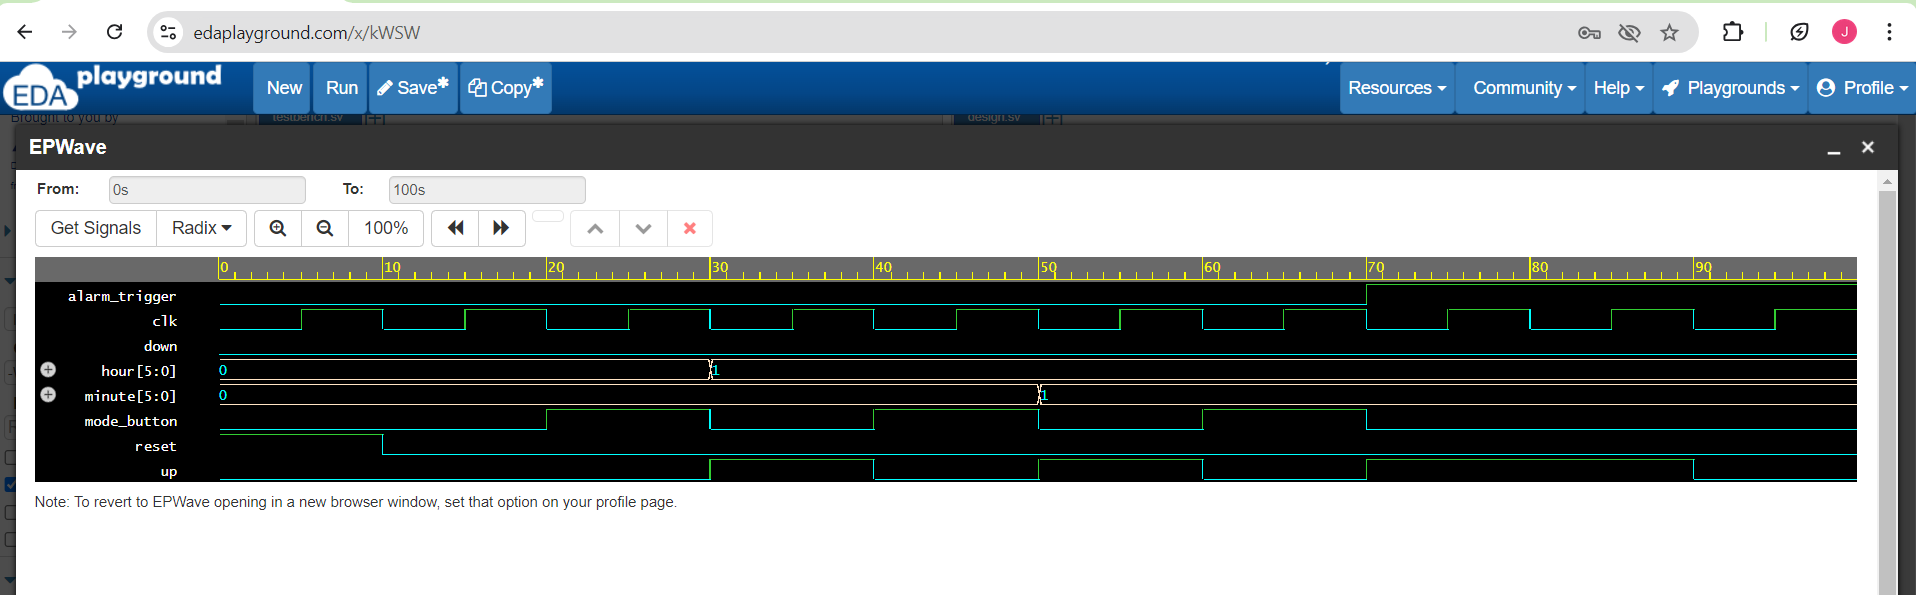 edaplayground.com/x/kWSW
J
EDA playground
New Run Save* Copy* Resources Community Help Playgrounds Profile
Brought to you by testbench.sv design.sv
EPWave
From: 0s To: 100s
Get Signals Radix 100%
0 10 20 30 40 50 60 70 80 90
alarm_trigger
clk
down
hour[5:0] 0 1
minute[5:0] 0 1
mode_button
reset
up
Note: To revert to EPWave opening in a new browser window, set that option on your profile page.